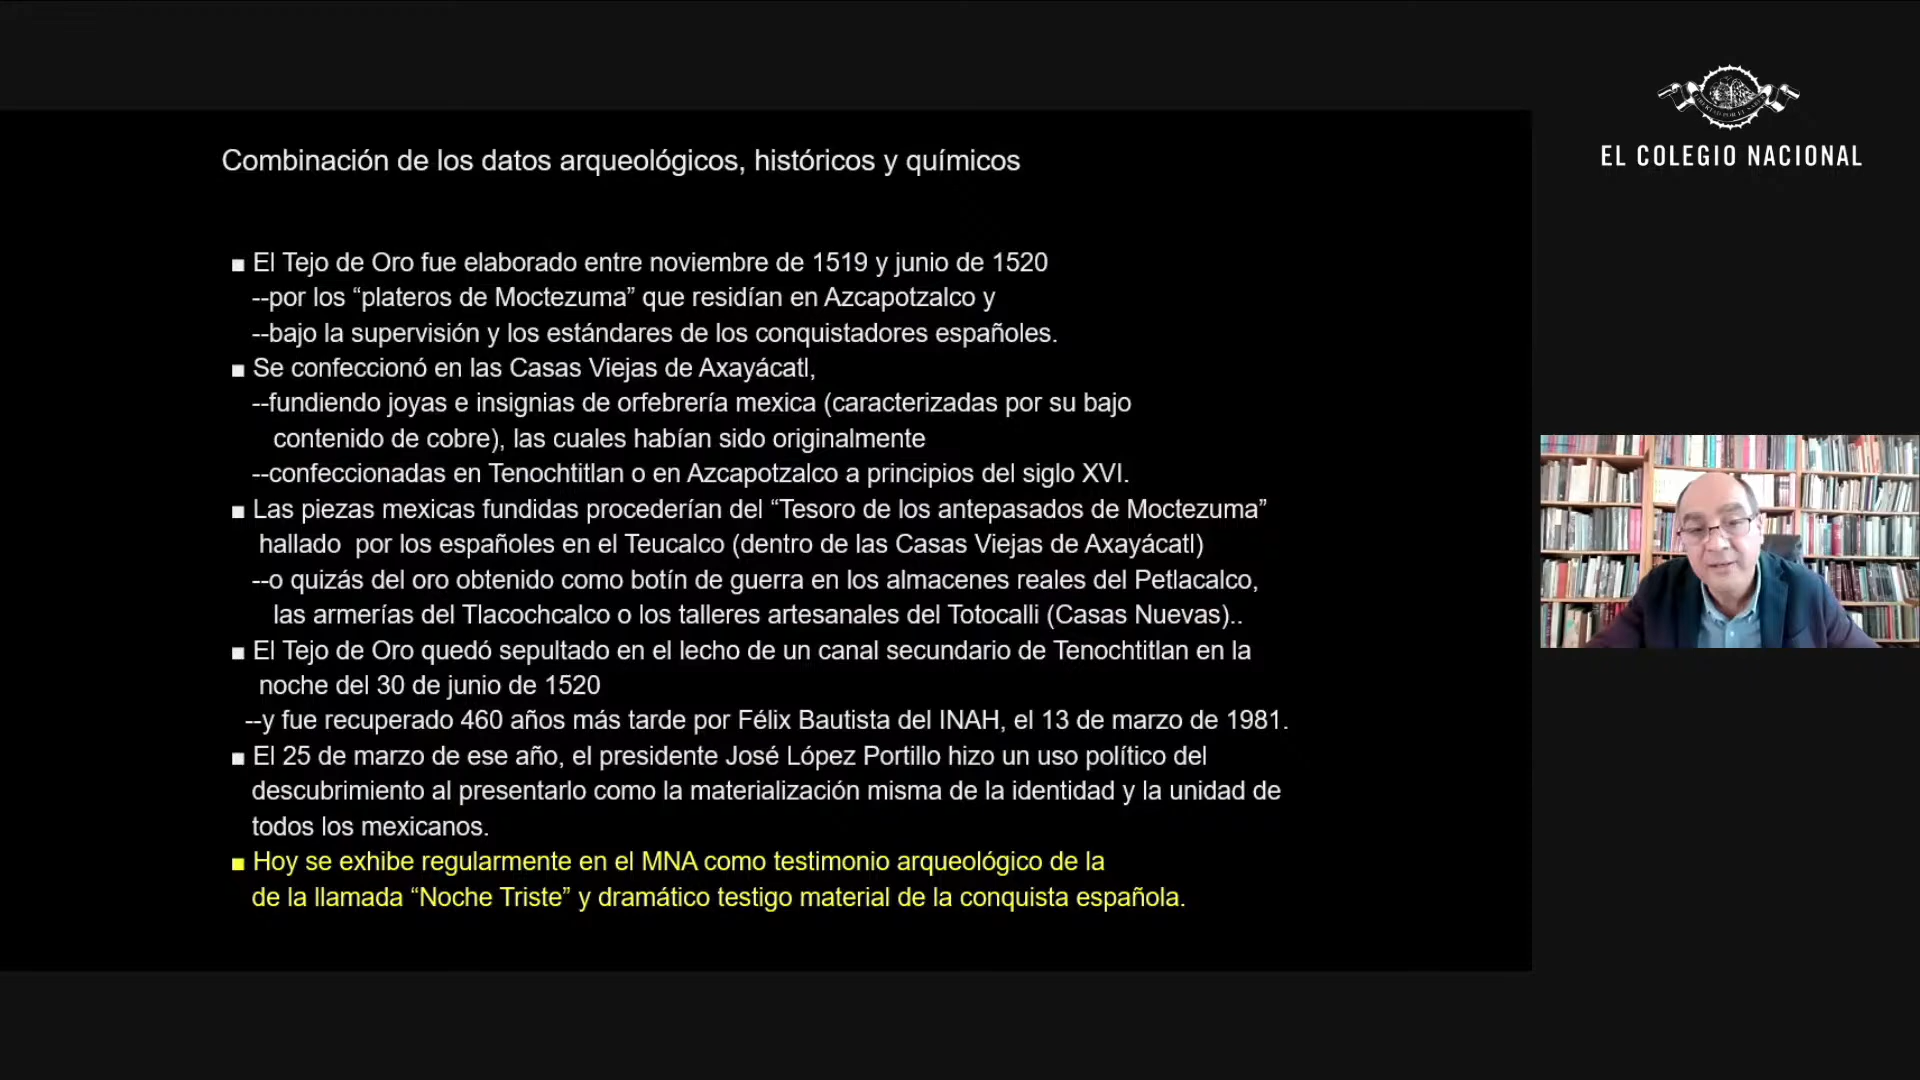 Combinación de los datos arqueológicos, históricos y químicos
■ El Tejo de Oro fue elaborado entre noviembre de 1519 y junio de 1520
--por los “plateros de Moctezuma” que residían en Azcapotzalco y
--bajo la supervisión y los estándares de los conquistadores españoles.
■ Se confeccionó en las Casas Viejas de Axayácatl,
--fundiendo joyas e insignias de orfebrería mexica (caracterizadas por su bajo
contenido de cobre), las cuales habían sido originalmente
--confeccionadas en Tenochtitlan o en Azcapotzalco a principios del siglo XVI.
■ Las piezas mexicas fundidas procederían del “Tesoro de los antepasados de Moctezuma”
hallado por los españoles en el Teucalco (dentro de las Casas Viejas de Axayácatl)
--o quizás del oro obtenido como botín de guerra en los almacenes reales del Petlacalco,
las armerías del Tlacochcalco o los talleres artesanales del Totocalli (Casas Nuevas)..
■ El Tejo de Oro quedó sepultado en el lecho de un canal secundario de Tenochtitlan en la
noche del 30 de junio de 1520
--y fue recuperado 460 años más tarde por Félix Bautista del INAH, el 13 de marzo de 1981.
■ El 25 de marzo de ese año, el presidente José López Portillo hizo un uso político del
descubrimiento al presentarlo como la materialización misma de la identidad y la unidad de
todos los mexicanos.
■ Hoy se exhibe regularmente en el MNA como testimonio arqueológico de la
de la llamada “Noche Triste” y dramático testigo material de la conquista española.
EL COLEGIO NACIONAL